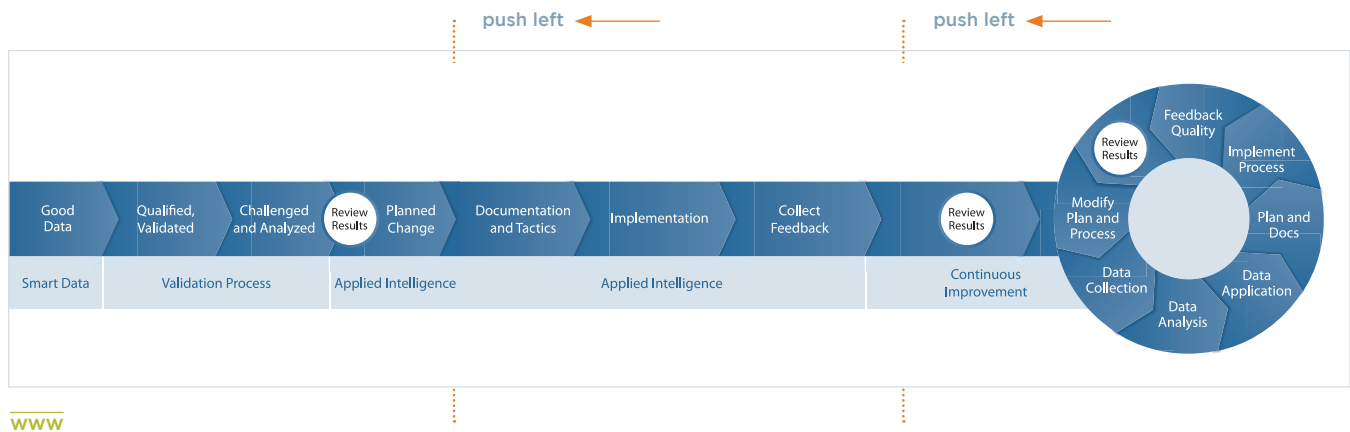 push left
push left
Good
Data
Qualified,
Validated
Challenged
and Analyzed
Review
Results
Planned
Change
Documentation
and Tactics
Implementation
Collect
Feedback
Review
Results
Smart Data
Validation Process
Applied Intelligence
Applied Intelligence
Continuous
Improvement
Review
Results
Feedback
Quality
Implement
Process
Plan and
Docs
Data
Application
Data
Analysis
Data
Collection
Modify
Plan and
Process
www